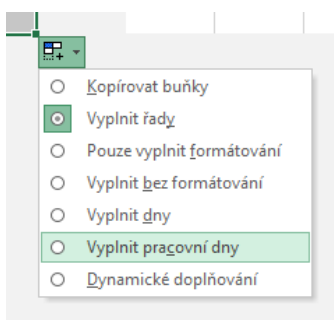 Kopírovat buňky
Vyplnit řady
Pouze vyplnit formátování
Vyplnit bez formátování
Vyplnit dny
Vyplnit pracovní dny
Dynamické doplňování